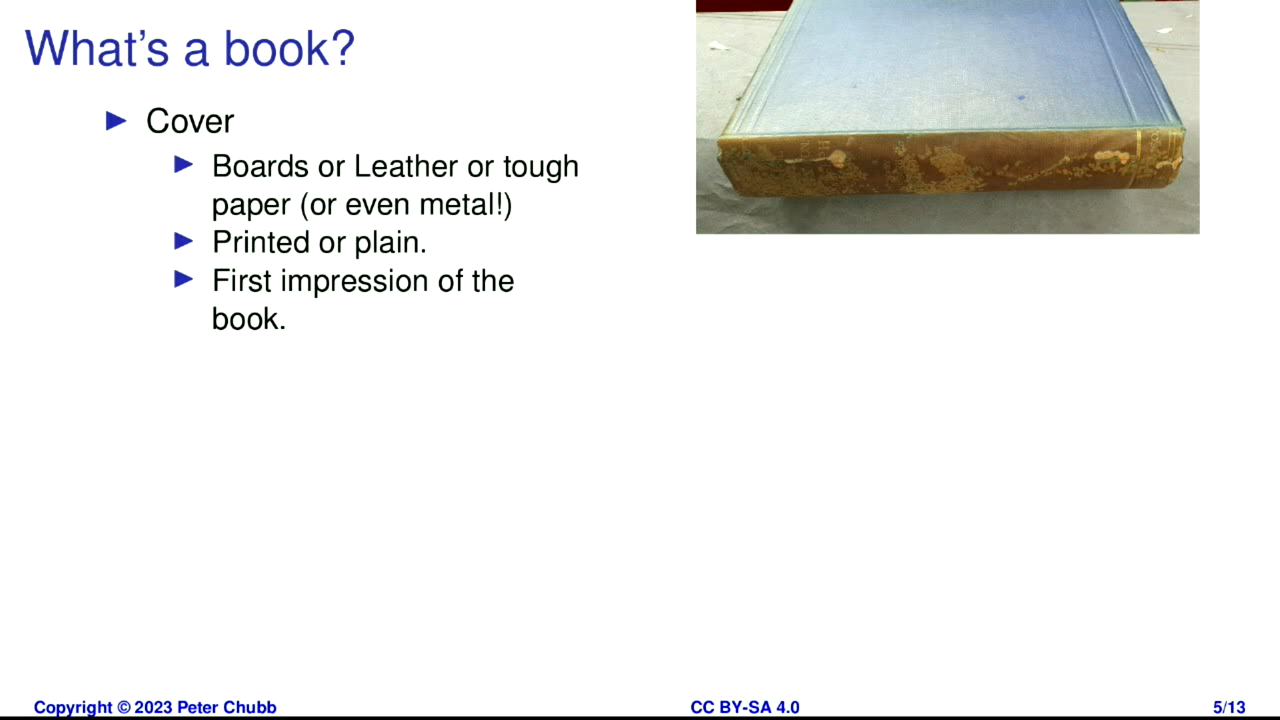 What's a book?
Cover
Boards or Leather or tough
paper (or even metal!)
Printed or plain.
First impression of the
book.
Copyright © 2023 Peter Chubb
CC BY-SA 4.0
5/13